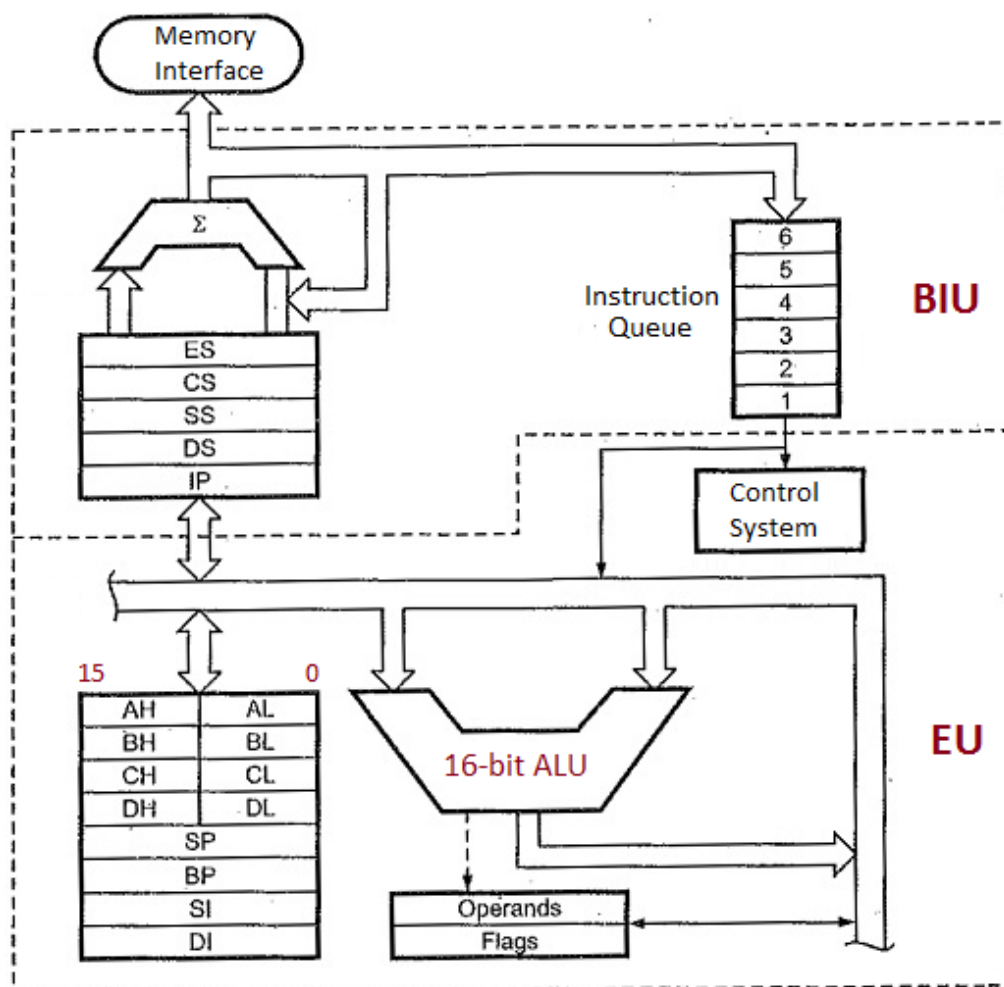 Memory
Interface
Σ
ES
CS
SS
DS
IP
Instruction
Queue
6
5
4
3
2
1
BIU
Control
System
15
0
AH
AL
BH
BL
CH
CL
DH
DL
SP
BP
SI
DI
16-bit ALU
Operands
Flags
EU